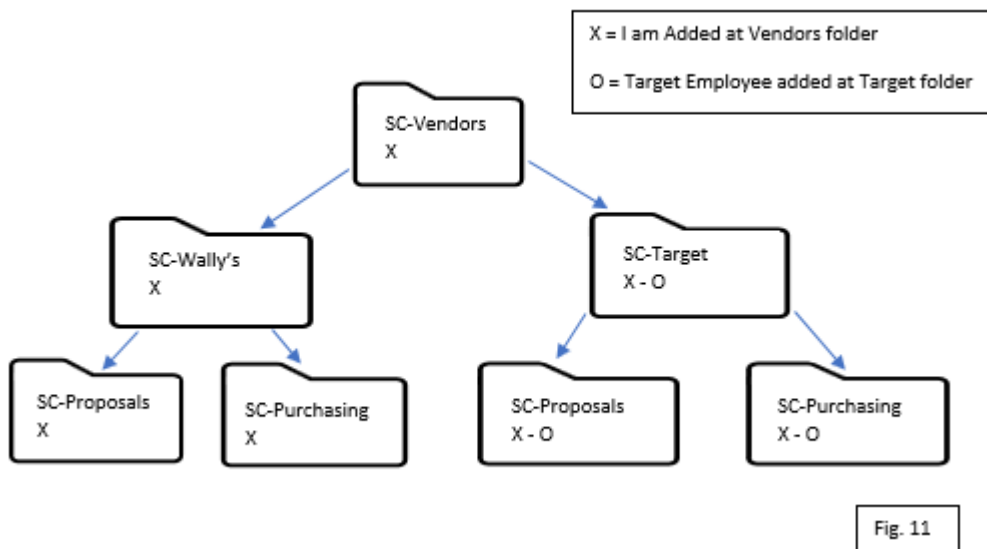 X = I am Added at Vendors folder
O = Target Employee added at Target folder
SC-Vendors
X
SC-Wally's
X
SC-Target
X - O
SC-Proposals
X
SC-Purchasing
X
SC-Proposals
X - O
SC-Purchasing
X - O
Fig. 11